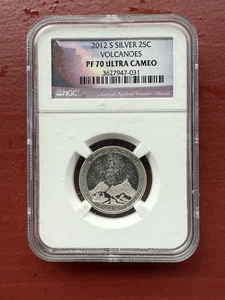 2012 S SILVER 25C
VOLCANOES
PF 70 ULTRA CAMEO
3627947-031
NGC